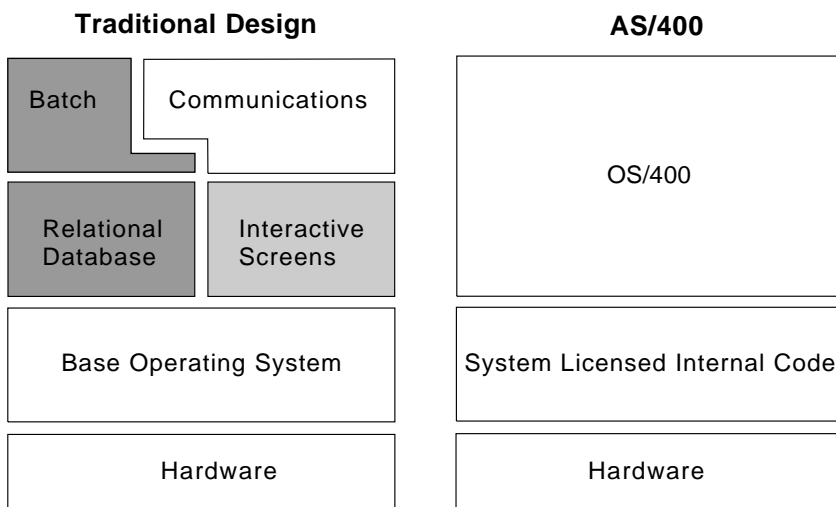 Traditional Design
AS/400
Batch
Communications
OS/400
Relational
Database
Interactive
Screens
Base Operating System
System Licensed Internal Code
Hardware
Hardware